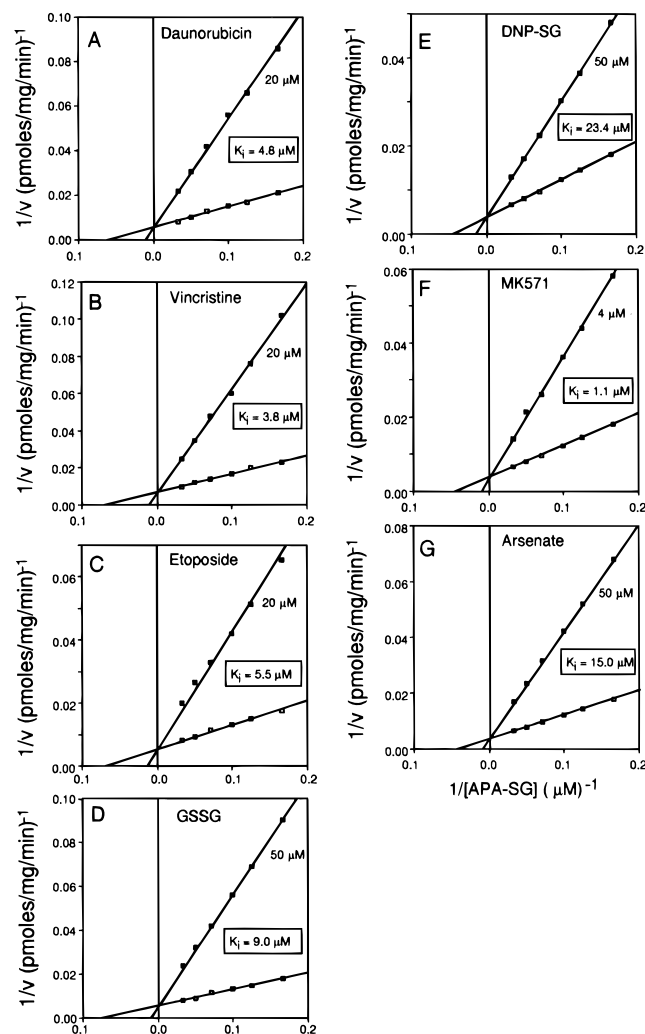 A
Daunorubicin
0.10
0.08
0.06
0.04
0.02
0.00
20 μM
Ki = 4.8 μM
0.1 0.0 0.1 0.2
1/v (pmoles/mg/min)-1
B
Vincristine
0.12
0.10
0.08
0.06
0.04
0.02
0.00
20 μM
Ki = 3.8 μM
0.1 0.0 0.1 0.2
1/v (pmoles/mg/min)-1
C
Etoposide
0.06
0.04
0.02
0.00
20 μM
Ki = 5.5 μM
0.1 0.0 0.1 0.2
1/v (pmoles/mg/min)-1
D
GSSG
0.10
0.08
0.06
0.04
0.02
0.00
50 μM
Ki = 9.0 μM
0.1 0.0 0.1 0.2
1/v (pmoles/mg/min)-1
E
DNP-SG
0.04
0.02
0.00
50 μM
Ki = 23.4 μM
0.1 0.0 0.1 0.2
1/v (pmoles/mg/min)-1
F
MK571
0.06
0.04
0.02
0.00
4 μM
Ki = 1.1 μM
0.1 0.0 0.1 0.2
1/v (pmoles/mg/min)-1
G
Arsenate
0.08
0.06
0.04
0.02
0.00
50 μM
Ki = 15.0 μM
0.1 0.0 0.1 0.2
1/v (pmoles/mg/min)-1
1/[APA-SG] ( μM)-1